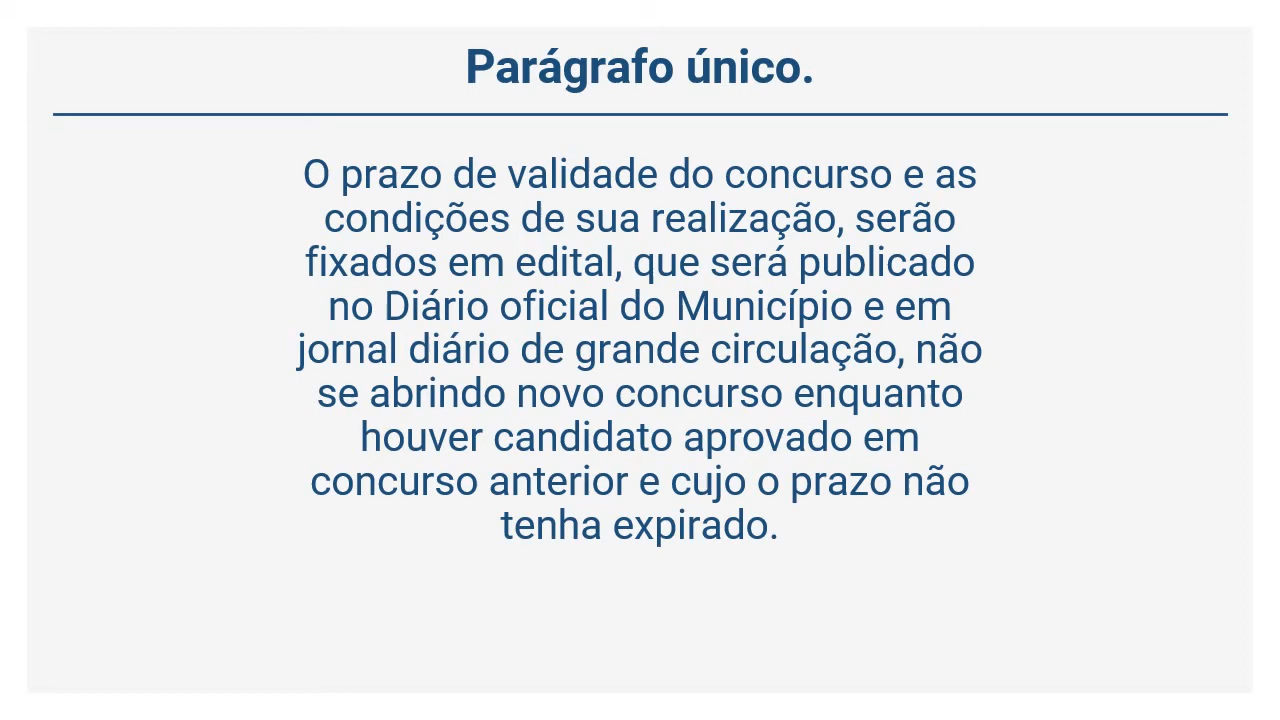 Parágrafo único.
O prazo de validade do concurso e as
condições de sua realização, serão
fixados em edital, que será publicado
no Diário oficial do Município e em
jornal diário de grande circulação, não
se abrindo novo concurso enquanto
houver candidato aprovado em
concurso anterior e cujo o prazo não
tenha expirado.